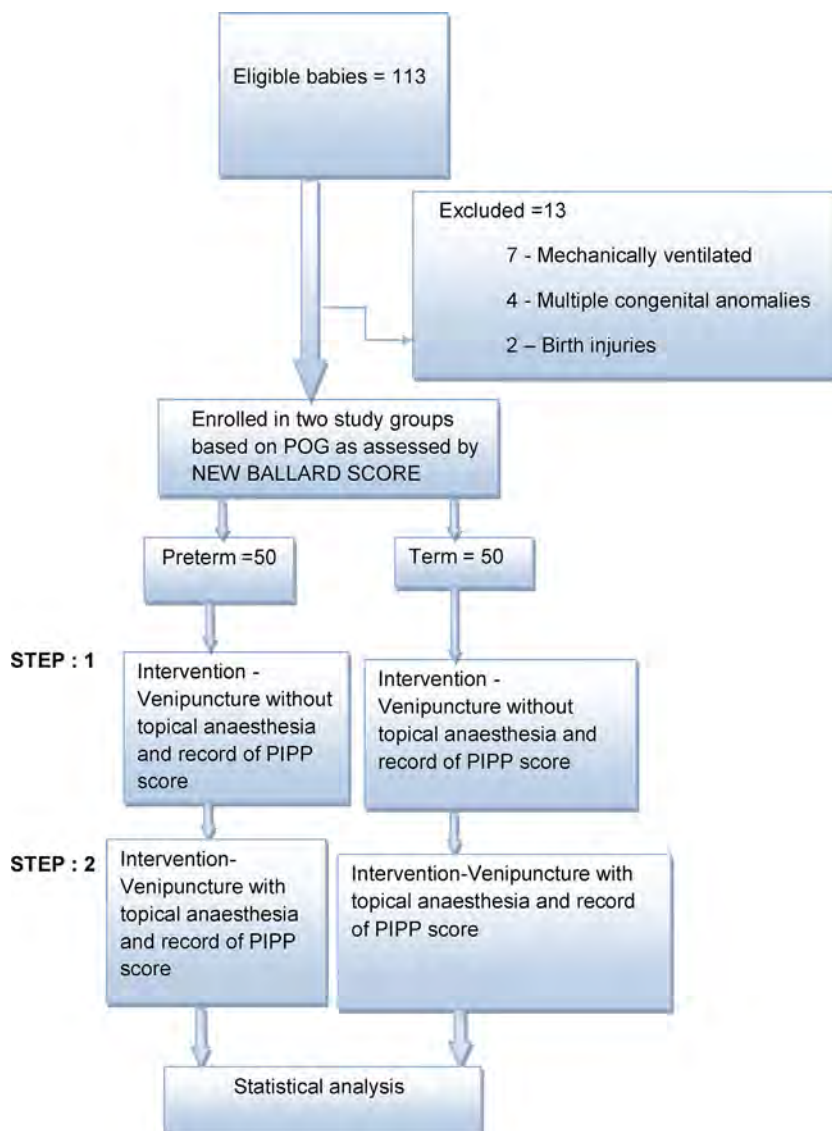 Eligible babies = 113
Excluded =13
7 - Mechanically ventilated
4 - Multiple congenital anomalies
2 – Birth injuries
Enrolled in two study groups
based on POG as assessed by
NEW BALLARD SCORE
Preterm =50
Term = 50
STEP : 1
Intervention -
Venipuncture without
topical anaesthesia
and record of PIPP
score
Intervention -
Venipuncture without
topical anaesthesia and
record of PIPP score
STEP : 2
Intervention-
Venipuncture with
topical anaesthesia
and record of PIPP
score
Intervention-Venipuncture with
topical anaesthesia and record
of PIPP score
Statistical analysis